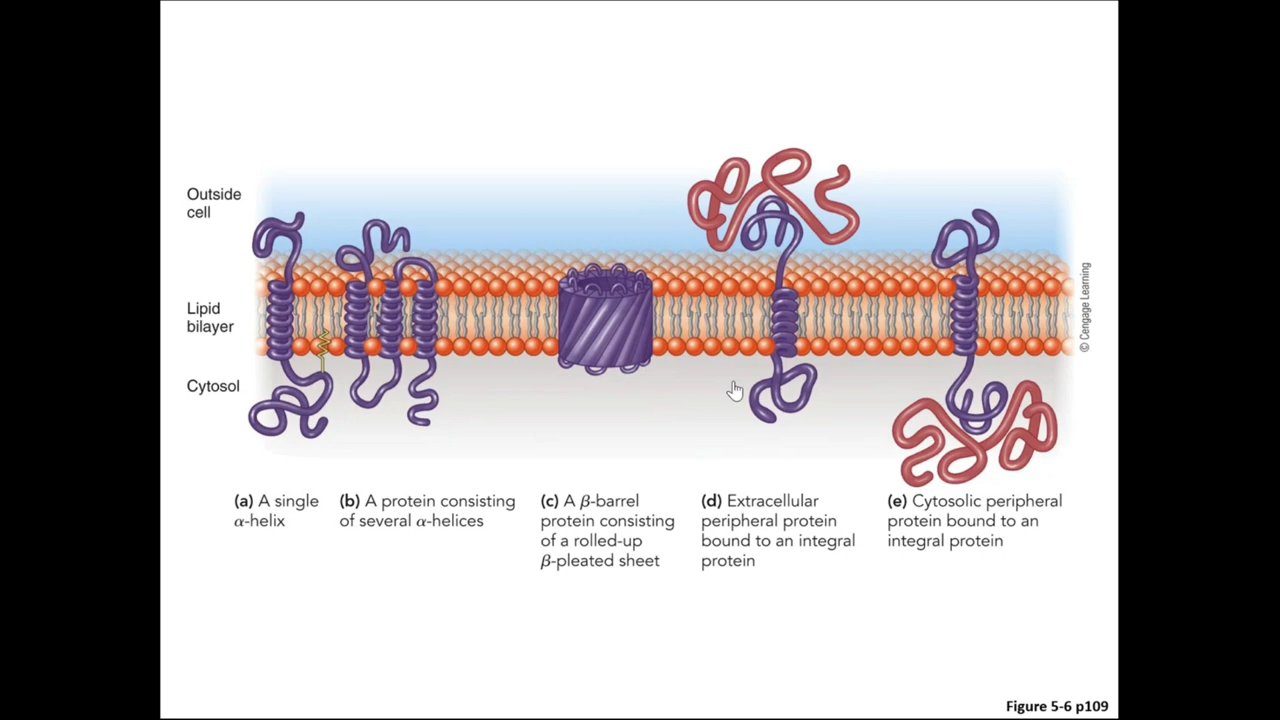 Outside
cell
Lipid
bilayer
Cytosol
© Cengage Learning
(a) A single
α-helix
(b) A protein consisting
of several α-helices
(c) A β-barrel
protein consisting
of a rolled-up
β-pleated sheet
(d) Extracellular
peripheral protein
bound to an integral
protein
(e) Cytosolic peripheral
protein bound to an
integral protein
Figure 5-6 p109